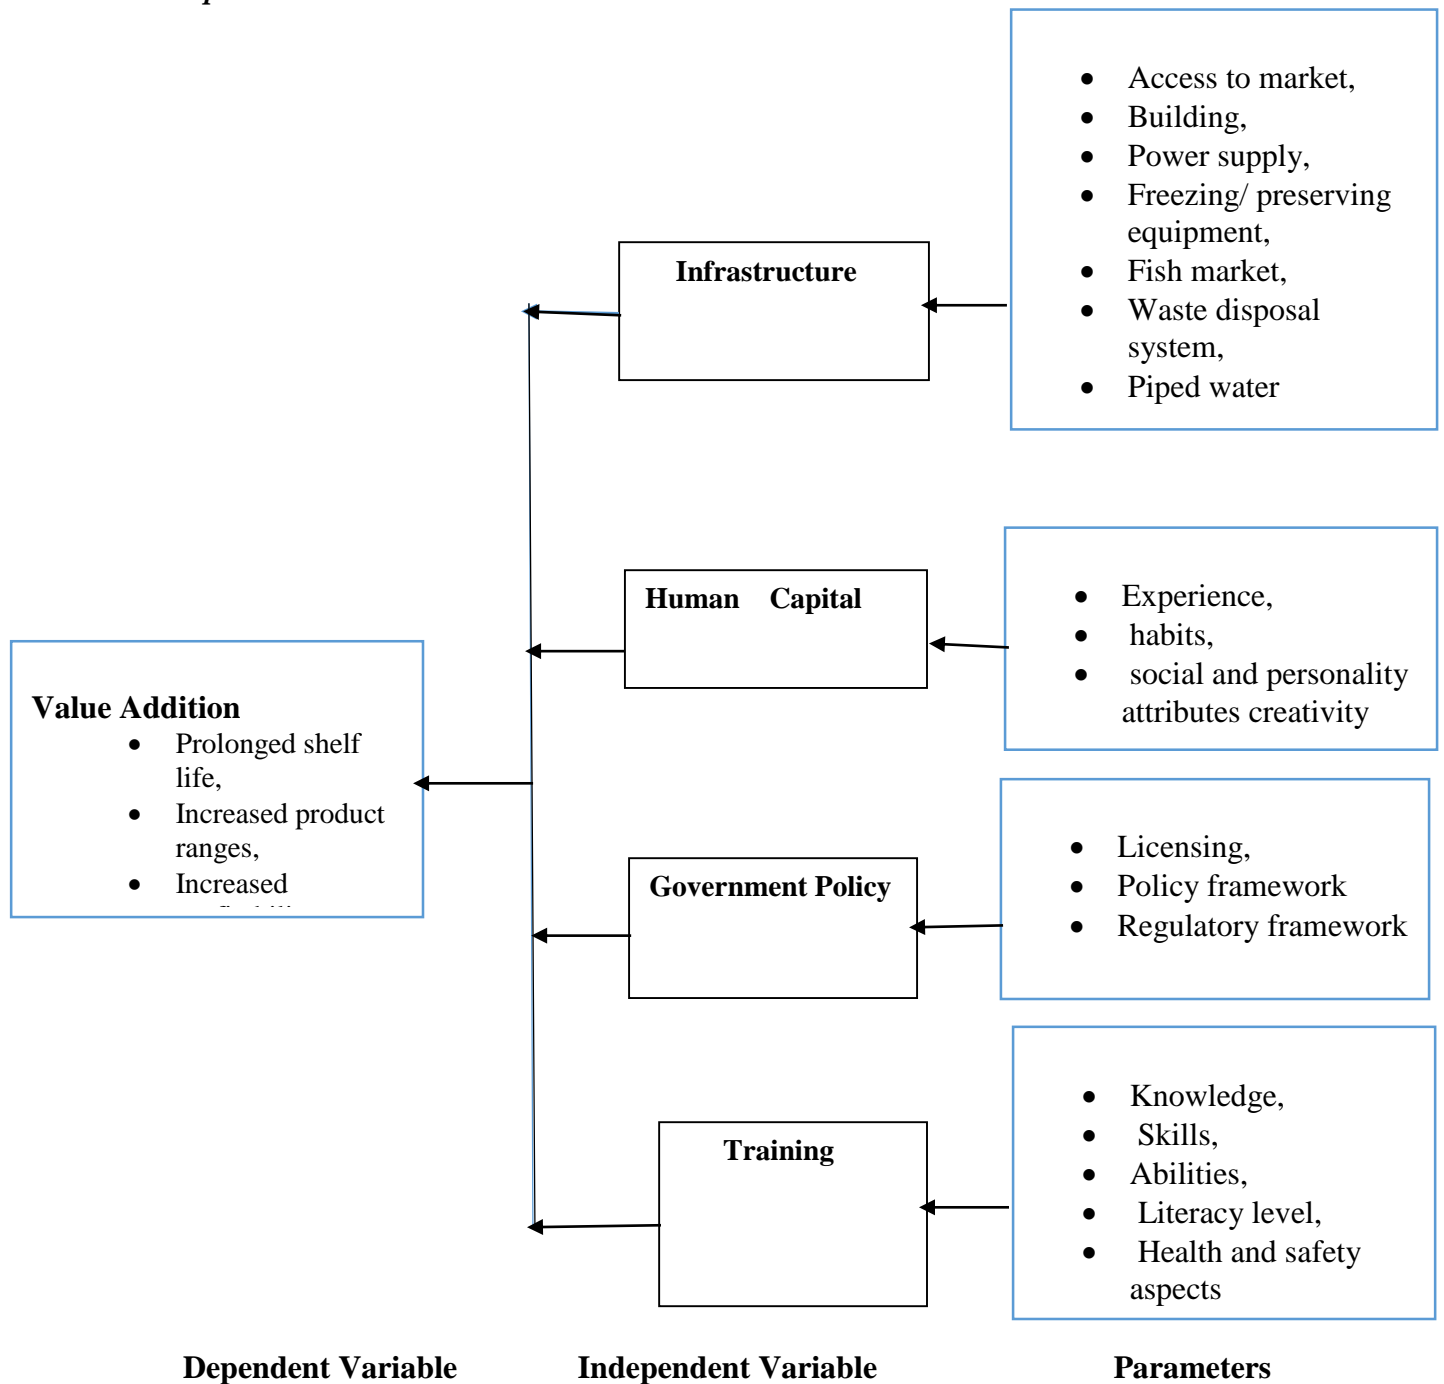 • Access to market,
• Building,
• Power supply,
• Freezing/ preserving
equipment,
• Fish market,
• Waste disposal
system,
• Piped water
Infrastructure
Human Capital
• Experience,
• habits,
• social and personality
attributes creativity
Value Addition
• Prolonged shelf
life,
• Increased product
ranges,
• Increased
Government Policy
• Licensing,
• Policy framework
• Regulatory framework
Training
• Knowledge,
• Skills,
• Abilities,
• Literacy level,
• Health and safety
aspects
Dependent Variable
Independent Variable
Parameters